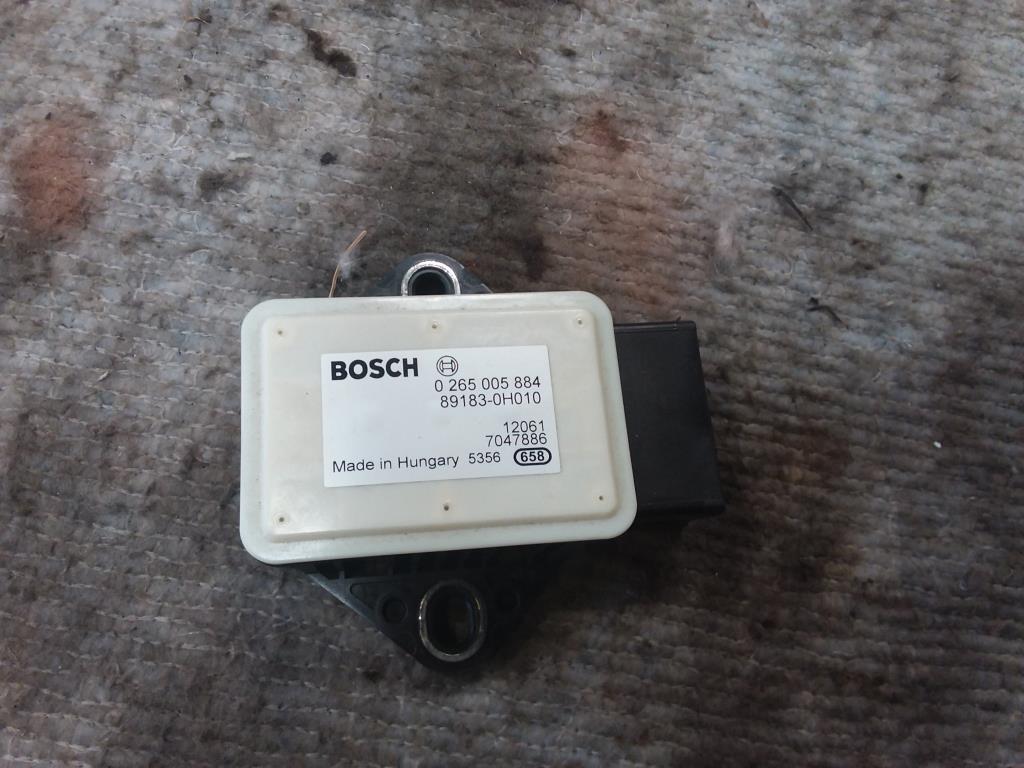 BOSCH
0 265 005 884
89183-0H010
12061
7047886
Made in Hungary 5356 658